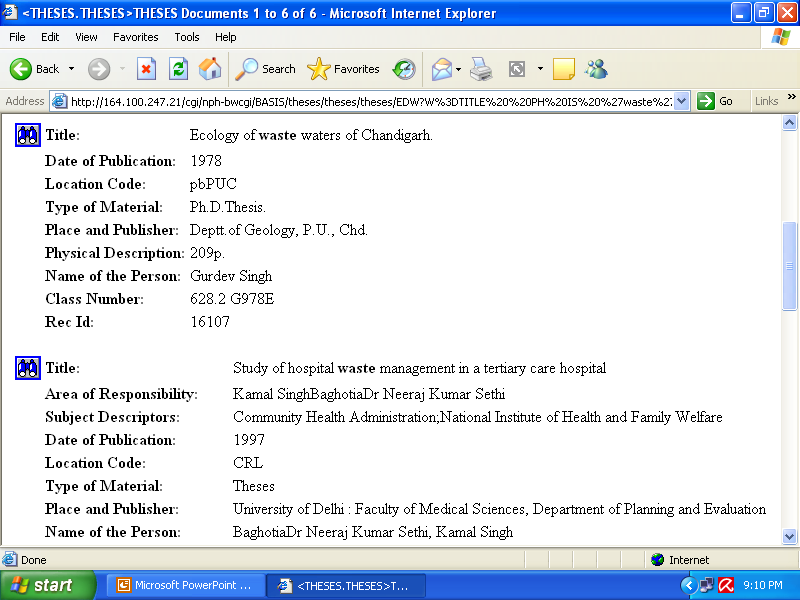 <THESES.THESES>THESES Documents 1 to 6 of 6 - Microsoft Internet Explorer
File Edit View Favorites Tools Help
Back Search Favorites
Address http://164.100.247.21/cgi/nph-bwcgi/BASIS/theses/theses/theses/EDW?W%3DTITLE%20%20PH%20IS%20%27waste%27 Go Links »
Title: Ecology of waste waters of Chandigarh.
Date of Publication: 1978
Location Code: pbPUC
Type of Material: Ph.D.Thesis.
Place and Publisher: Deptt.of Geology, P.U., Chd.
Physical Description: 209p.
Name of the Person: Gurdev Singh
Class Number: 628.2 G978E
Rec Id: 16107
Title: Study of hospital waste management in a tertiary care hospital
Area of Responsibility: Kamal SinghBaghotiaDr Neeraj Kumar Sethi
Subject Descriptors: Community Health Administration;National Institute of Health and Family Welfare
Date of Publication: 1997
Location Code: CRL
Type of Material: Theses
Place and Publisher: University of Delhi : Faculty of Medical Sciences, Department of Planning and Evaluation
Name of the Person: BaghotiaDr Neeraj Kumar Sethi, Kamal Singh
Done Internet
start Microsoft PowerPoint ... <THESES.THESES>T... 9:10 PM